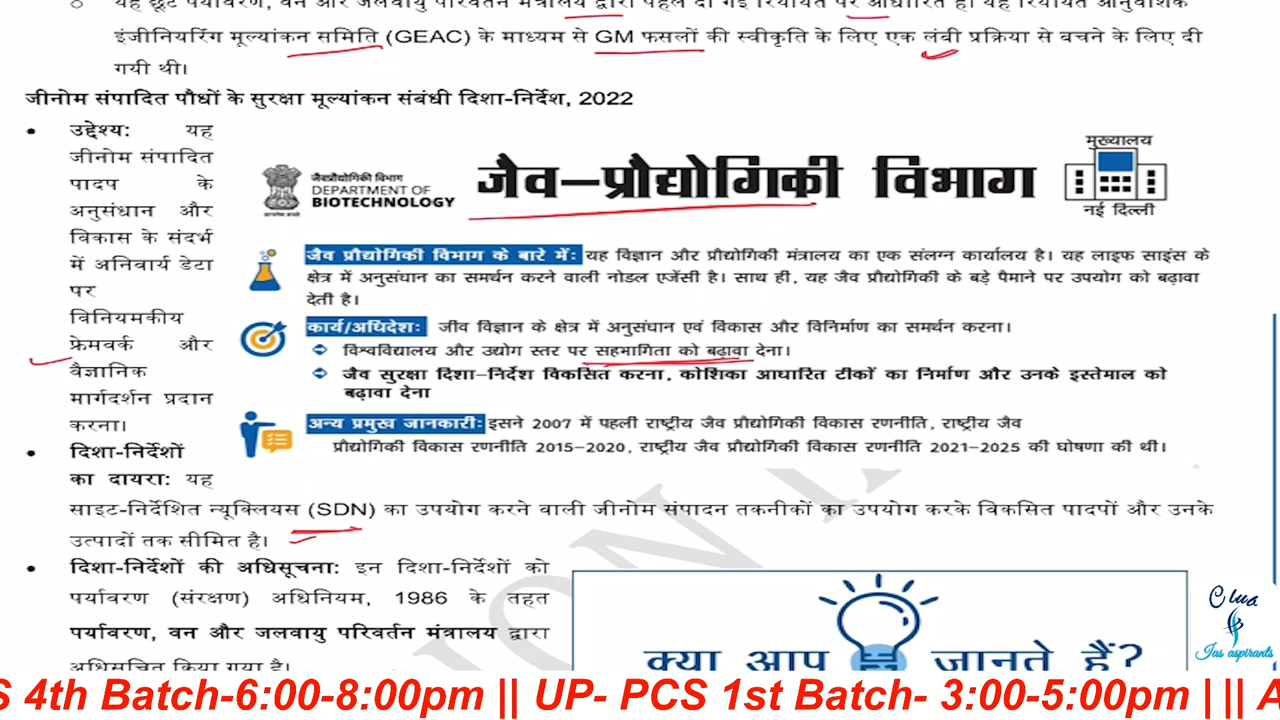 यह छूट पर्यावरण, वन और जलवायु परिवर्तन मंत्रालय द्वारा पहले दी गई रियायत पर आधारित है। यह रियायत आनुवंशिक
इंजीनियरिंग मूल्यांकन समिति (GEAC) के माध्यम से GM फसलों की स्वीकृति के लिए एक लंबी प्रक्रिया से बचने के लिए दी
गयी थी।
जीनोम संपादित पौधों के सुरक्षा मूल्यांकन संबंधी दिशा-निर्देश, 2022
• उद्देश्य: यह
जीनोम संपादित
पादप के
अनुसंधान और
विकास के संदर्भ
में अनिवार्य डेटा
पर
विनियमकीय
फ्रेमवर्क और
वैज्ञानिक
मार्गदर्शन प्रदान
करना।
जैवप्रौद्योगिकी विभाग
DEPARTMENT OF
BIOTECHNOLOGY
जैव–प्रौद्योगिकी विभाग
मुख्यालय
नई दिल्ली
जैव प्रौद्योगिकी विभाग के बारे में: यह विज्ञान और प्रौद्योगिकी मंत्रालय का एक संलग्न कार्यालय है। यह लाइफ साइंस के
क्षेत्र में अनुसंधान का समर्थन करने वाली नोडल एजेंसी है। साथ ही, यह जैव प्रौद्योगिकी के बड़े पैमाने पर उपयोग को बढ़ावा
देती है।
कार्य/अधिदेश: जीव विज्ञान के क्षेत्र में अनुसंधान एवं विकास और विनिर्माण का समर्थन करना।
विश्वविद्यालय और उद्योग स्तर पर सहभागिता को बढ़ावा देना।
जैव सुरक्षा दिशा–निर्देश विकसित करना, कोशिका आधारित टीकों का निर्माण और उनके इस्तेमाल को
बढ़ावा देना
अन्य प्रमुख जानकारी: इसने 2007 में पहली राष्ट्रीय जैव प्रौद्योगिकी विकास रणनीति, राष्ट्रीय जैव
प्रौद्योगिकी विकास रणनीति 2015–2020, राष्ट्रीय जैव प्रौद्योगिकी विकास रणनीति 2021–2025 की घोषणा की थी।
• दिशा-निर्देशों
का दायरा: यह
साइट-निर्देशित न्यूक्लियस (SDN) का उपयोग करने वाली जीनोम संपादन तकनीकों का उपयोग करके विकसित पादपों और उनके
उत्पादों तक सीमित है।
• दिशा-निर्देशों की अधिसूचना: इन दिशा-निर्देशों को
पर्यावरण (संरक्षण) अधिनियम, 1986 के तहत
पर्यावरण, वन और जलवायु परिवर्तन मंत्रालय द्वारा
अधिसूचित किया गया है।
क्या आप जानते हैं?
Ias aspirants
S 4th Batch-6:00-8:00pm || UP- PCS 1st Batch- 3:00-5:00pm | || A